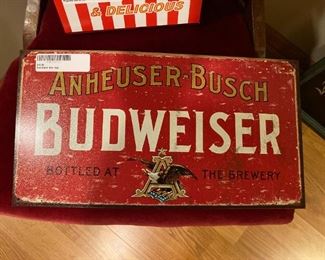 & DELICIOUS
ANHEUSER-BUSCH
BUDWEISER
BOTTLED AT THE BREWERY
A